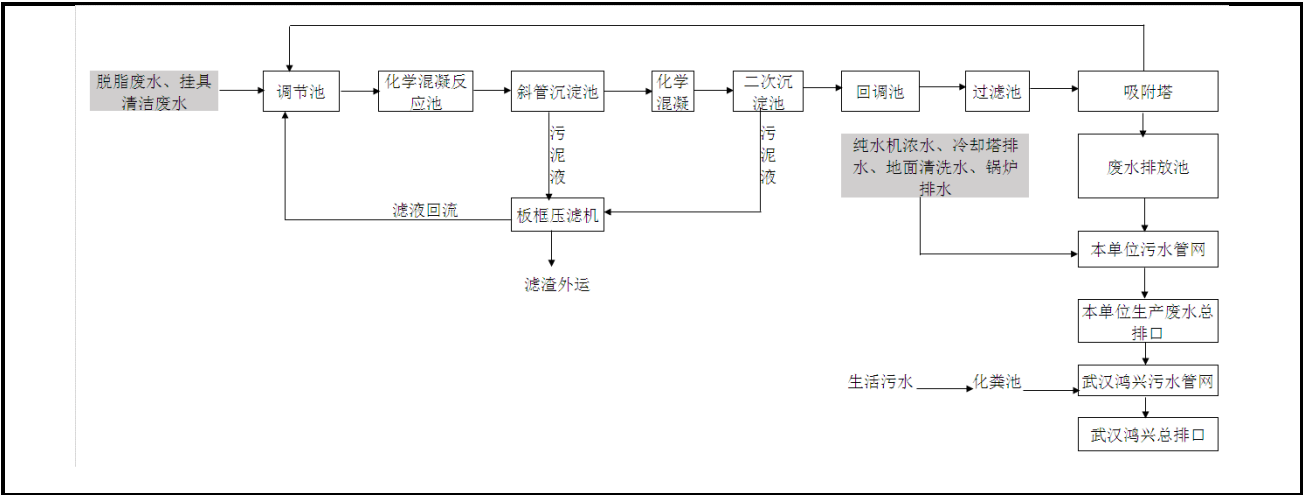 脱脂废水、挂具
清洁废水
调节池
化学混凝反
应池
斜管沉淀池
化学
混凝
二次沉
淀池
回调池
过滤池
吸附塔
污
泥
液
污
泥
液
纯水机浓水、冷却塔排
水、地面清洗水、锅炉
排水
废水排放池
滤液回流
板框压滤机
本单位污水管网
滤渣外运
本单位生产废水总
排口
生活污水
化粪池
武汉鸿兴污水管网
武汉鸿兴总排口